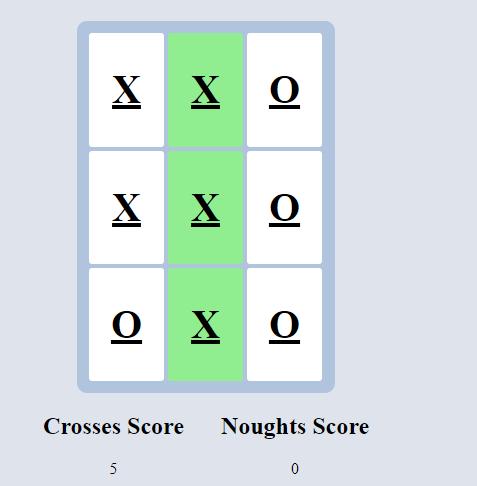 X X O
X X O
O X O
Crosses Score Noughts Score
5 0